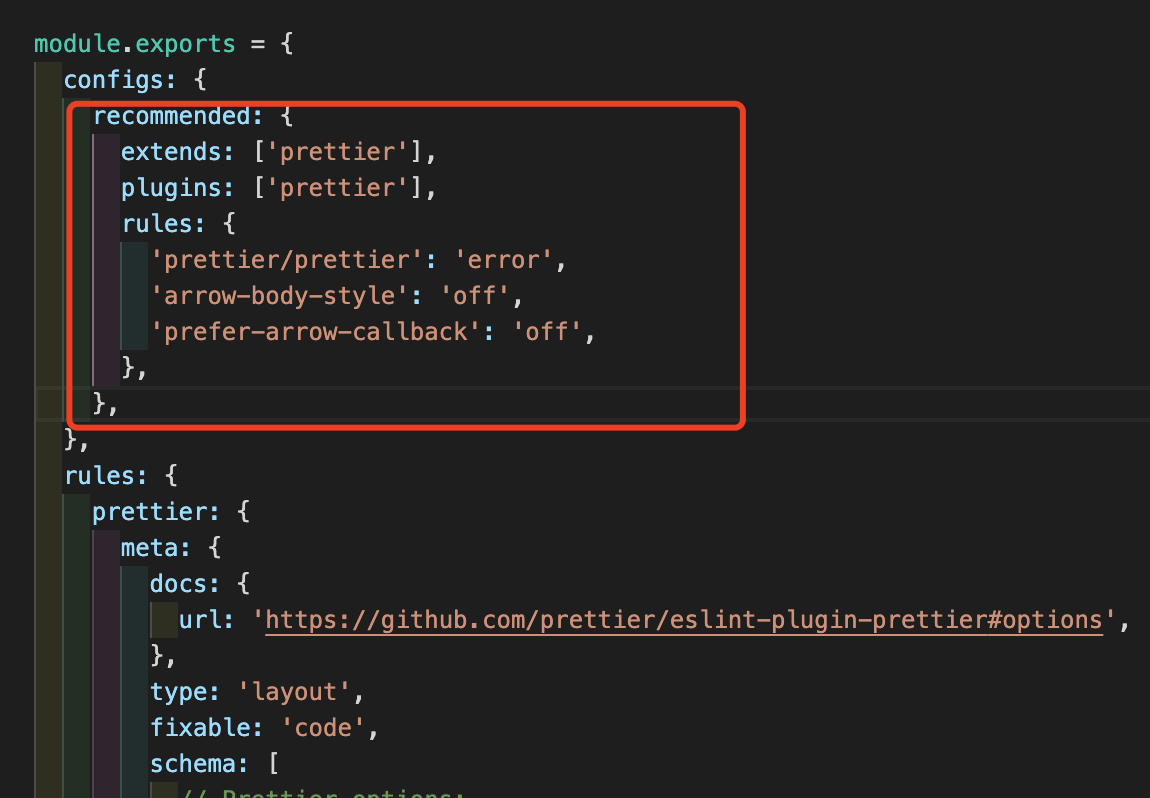 module.exports = {
configs: {
recommended: {
extends: ['prettier'],
plugins: ['prettier'],
rules: {
'prettier/prettier': 'error',
'arrow-body-style': 'off',
'prefer-arrow-callback': 'off',
},
},
},
rules: {
prettier: {
meta: {
docs: {
url: 'https://github.com/prettier/eslint-plugin-prettier#options',
},
type: 'layout',
fixable: 'code',
schema: [
// Prettier options: